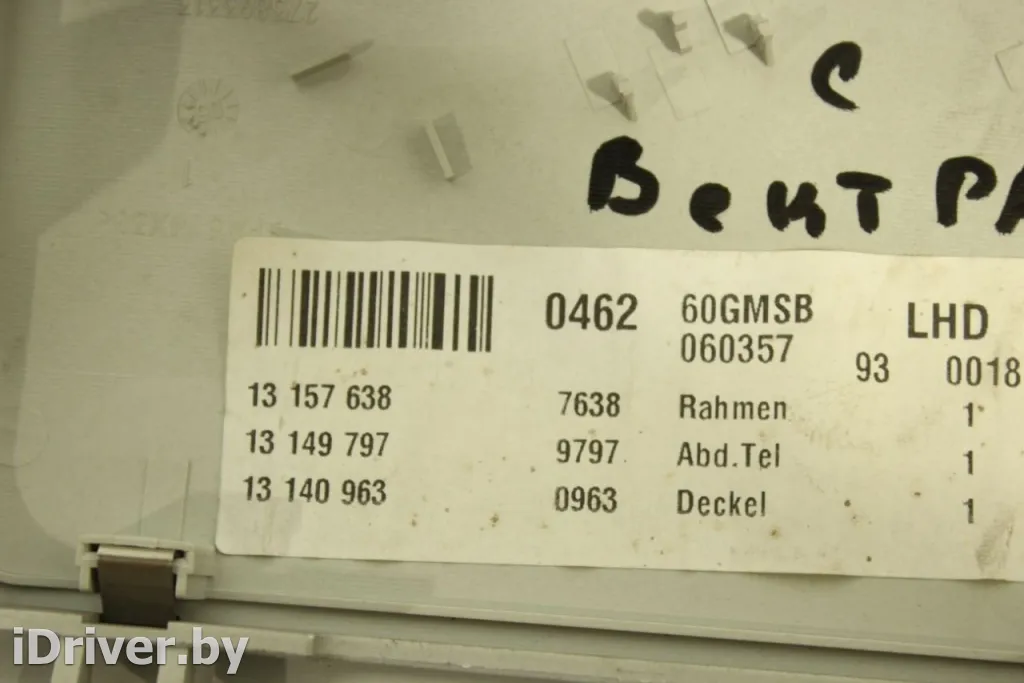 с
Вектра
0462 60GMSB LHD
060357 93 0018
13 157 638 7638 Rahmen 1
13 149 797 9797 Abd.Tel 1
13 140 963 0963 Deckel 1
iDriver.by